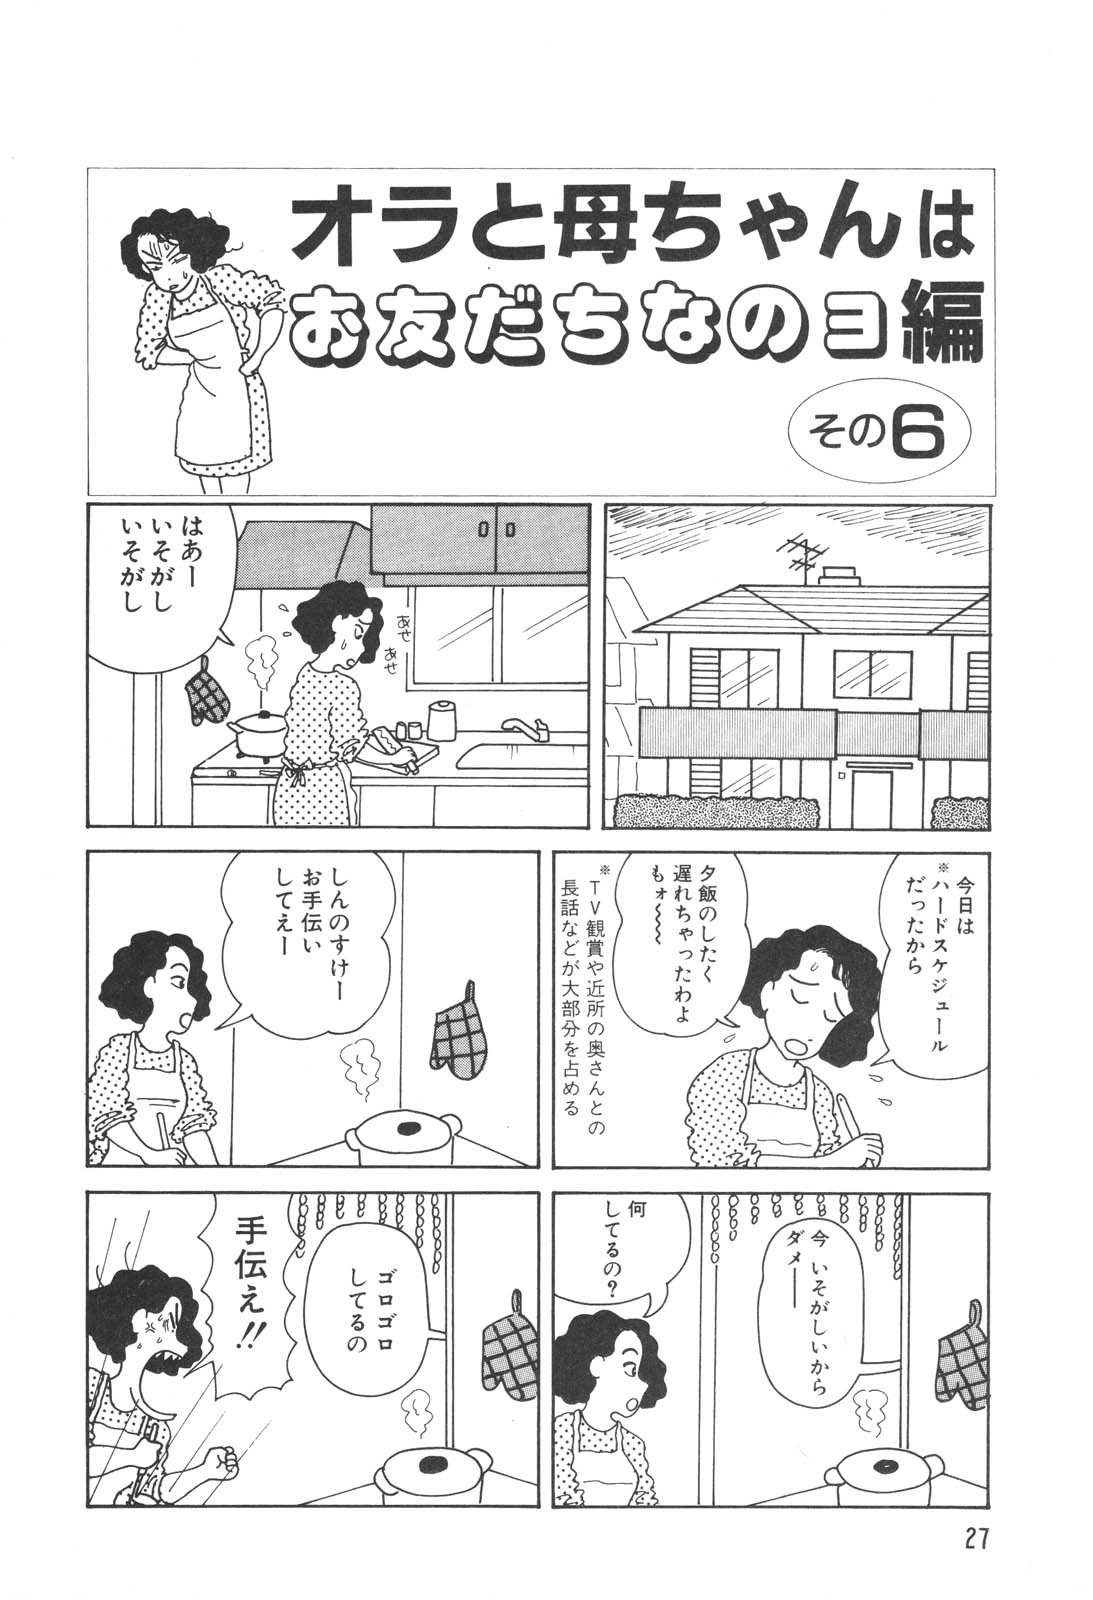 オラと母ちゃんは
お友だちなのヨ編
その6
はあー
いそがし
いそがし
あせ
あせ
今日は
※ハードスケジュール
だったから
夕飯のしたく
遅れちゃったわよ
もォ〜〜
※TV観賞や近所の奥さんとの
長話などが大部分を占める
しんのすけー
お手伝い
してえー
今 いそがしいから
ダメ――
何
してるの？
ゴロゴロ
してるの
手伝え!!
27